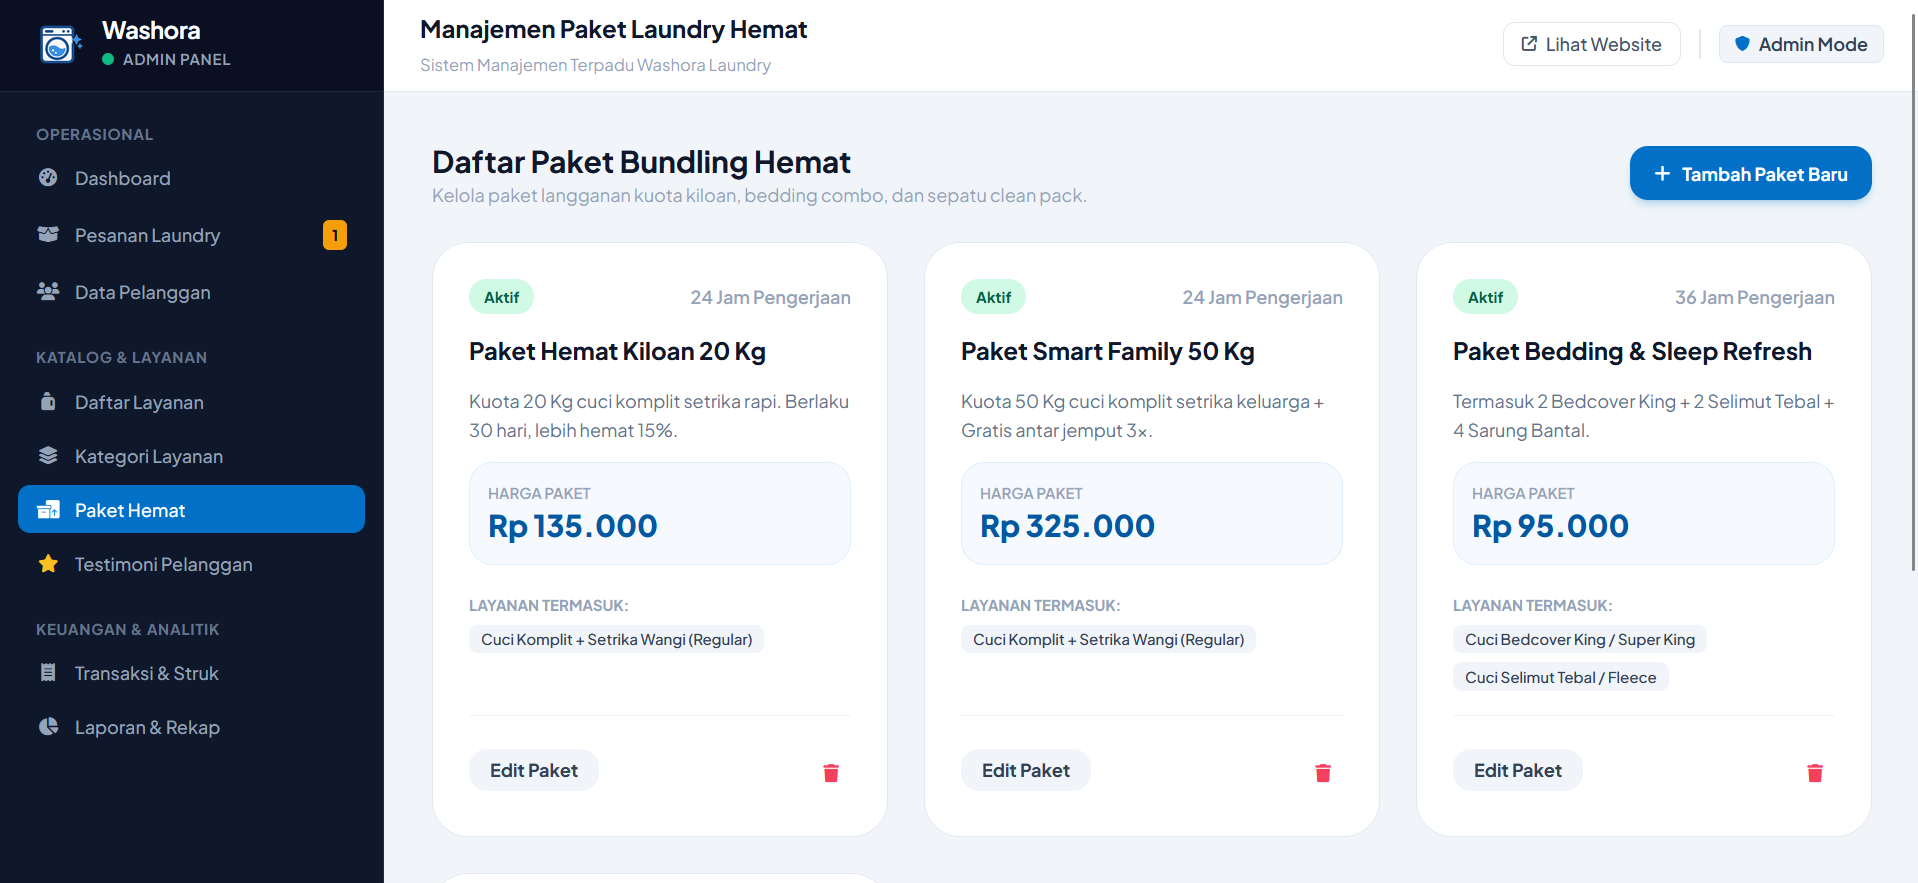 Washora
ADMIN PANEL
OPERASIONAL
Dashboard
Pesanan Laundry
1
Data Pelanggan
KATALOG & LAYANAN
Daftar Layanan
Kategori Layanan
Paket Hemat
Testimoni Pelanggan
KEUANGAN & ANALITIK
Transaksi & Struk
Laporan & Rekap
Manajemen Paket Laundry Hemat
Sistem Manajemen Terpadu Washora Laundry
Lihat Website
Admin Mode
Daftar Paket Bundling Hemat
Kelola paket langganan kuota kiloan, bedding combo, dan sepatu clean pack.
+ Tambah Paket Baru
Aktif
24 Jam Pengerjaan
Paket Hemat Kiloan 20 Kg
Kuota 20 Kg cuci komplit setrika rapi. Berlaku
30 hari, lebih hemat 15%.
HARGA PAKET
Rp 135.000
LAYANAN TERMASUK:
Cuci Komplit + Setrika Wangi (Regular)
Edit Paket
Aktif
24 Jam Pengerjaan
Paket Smart Family 50 Kg
Kuota 50 Kg cuci komplit setrika keluarga +
Gratis antar jemput 3×.
HARGA PAKET
Rp 325.000
LAYANAN TERMASUK:
Cuci Komplit + Setrika Wangi (Regular)
Edit Paket
Aktif
36 Jam Pengerjaan
Paket Bedding & Sleep Refresh
Termasuk 2 Bedcover King + 2 Selimut Tebal +
4 Sarung Bantal.
HARGA PAKET
Rp 95.000
LAYANAN TERMASUK:
Cuci Bedcover King / Super King
Cuci Selimut Tebal / Fleece
Edit Paket